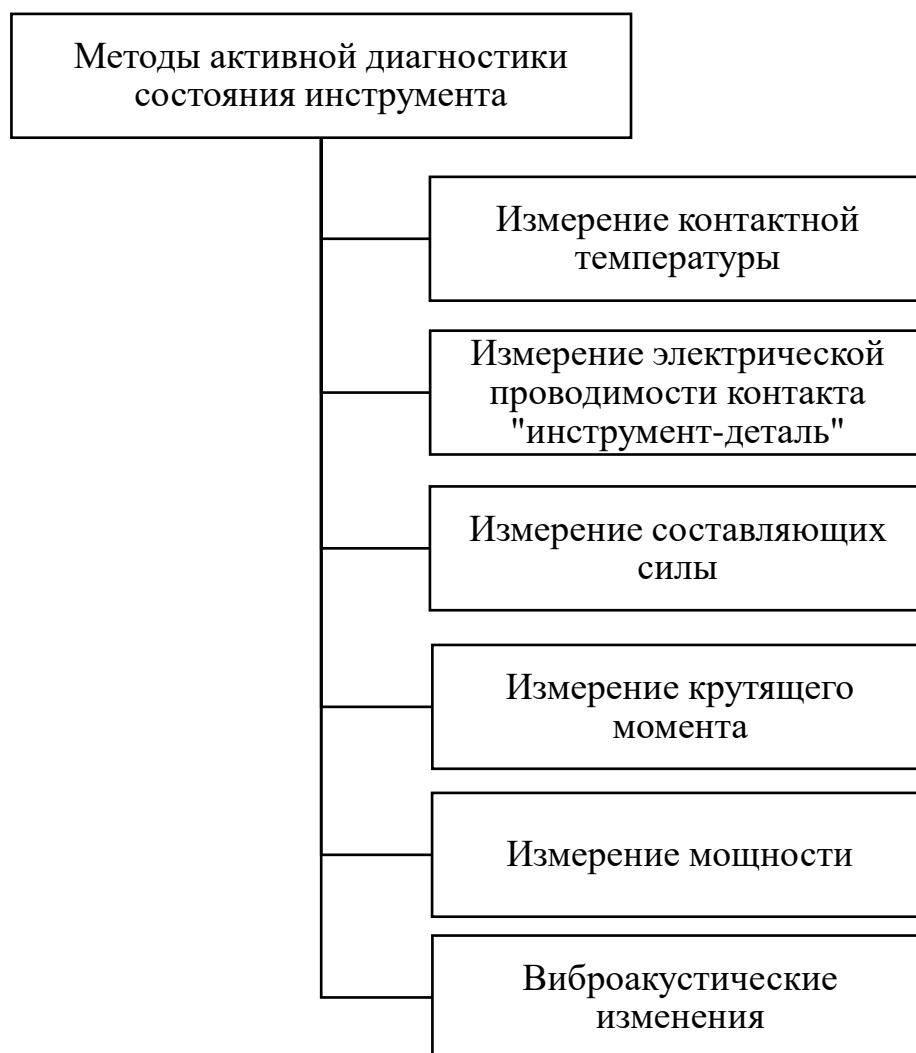 Методы активной диагностики
состояния инструмента
Измерение контактной
температуры
Измерение электрической
проводимости контакта
"инструмент-деталь"
Измерение составляющих
силы
Измерение крутящего
момента
Измерение мощности
Виброакустические
изменения